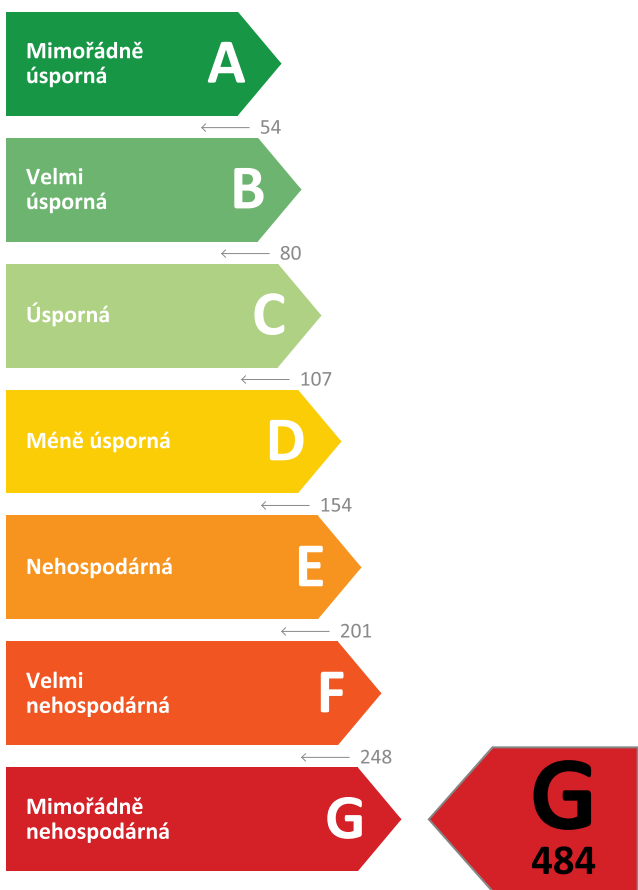 Mimořádně
úsporná
A
54
Velmi
úsporná
B
80
Úsporná
C
107
Méně úsporná
D
154
Nehospodárná
E
201
Velmi
nehospodárná
F
248
Mimořádně
nehospodárná
G
G
484